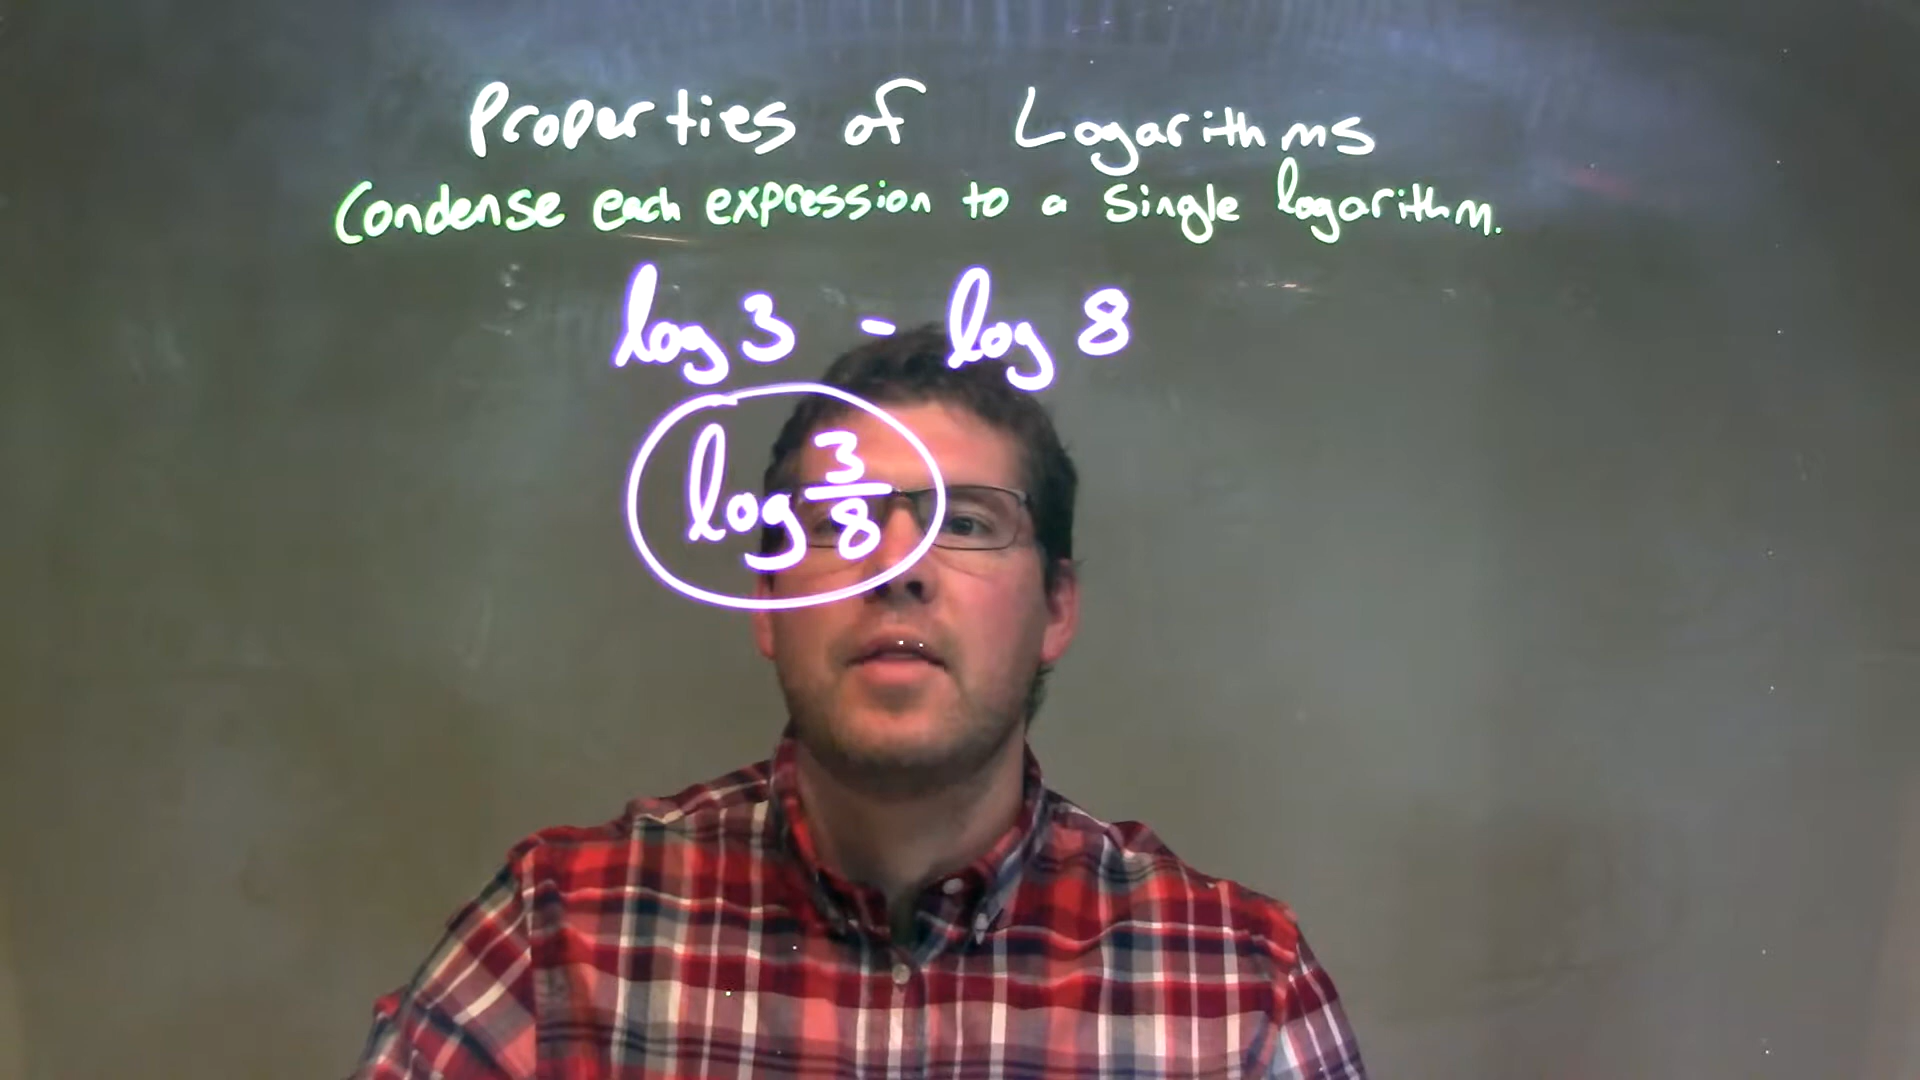 Properties of Logarithms
Condense each expression to a single logarithm.
log 3 - log 8
log 3/8